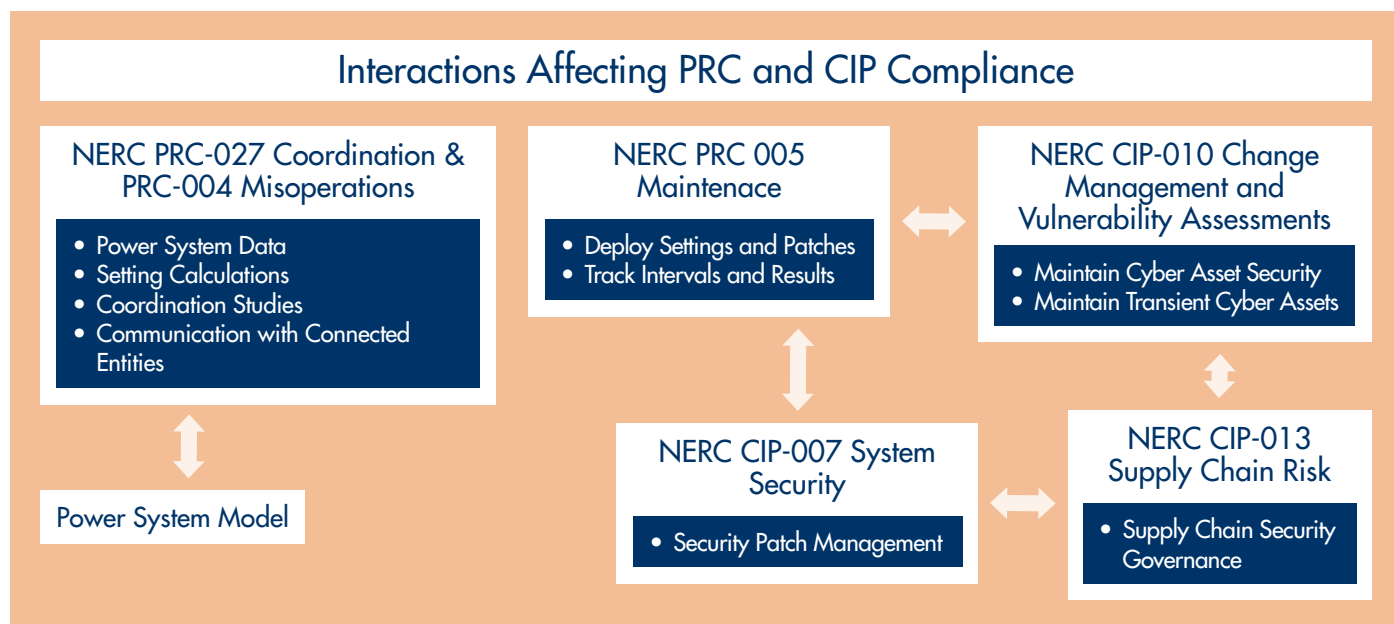 Interactions Affecting PRC and CIP Compliance
NERC PRC-027 Coordination &
PRC-004 Misoperations
• Power System Data
• Setting Calculations
• Coordination Studies
• Communication with Connected
Entities
Power System Model
NERC PRC 005
Maintenace
• Deploy Settings and Patches
• Track Intervals and Results
NERC CIP-010 Change
Management and
Vulnerability Assessments
• Maintain Cyber Asset Security
• Maintain Transient Cyber Assets
NERC CIP-007 System
Security
• Security Patch Management
NERC CIP-013
Supply Chain Risk
• Supply Chain Security
Governance